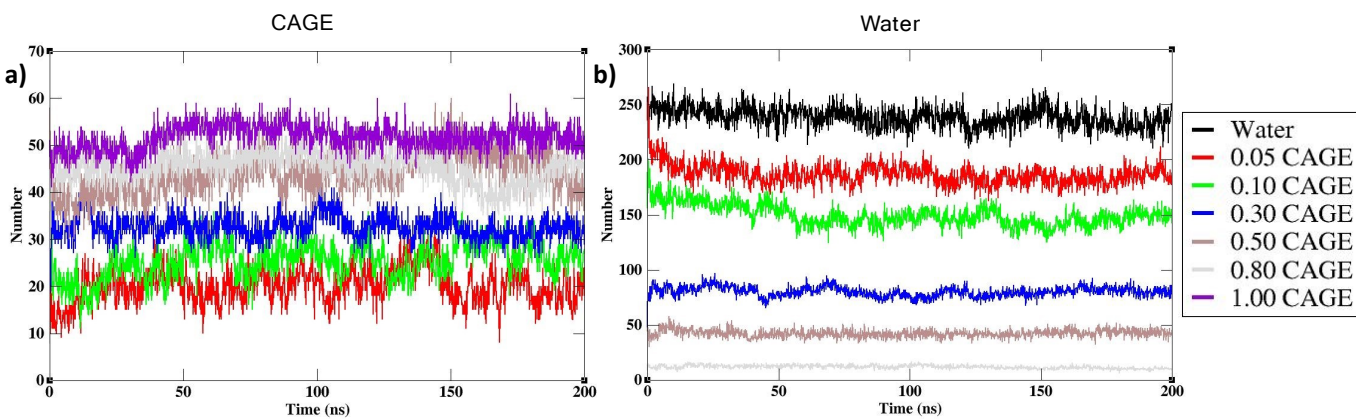 CAGE
a)
70
60
50
40
30
20
10
0
Number
0 50 100 150 200
Time (ns)
Water
b)
300
250
200
150
100
50
0
Number
0 50 100 150 200
Time (ns)
Water
0.05 CAGE
0.10 CAGE
0.30 CAGE
0.50 CAGE
0.80 CAGE
1.00 CAGE